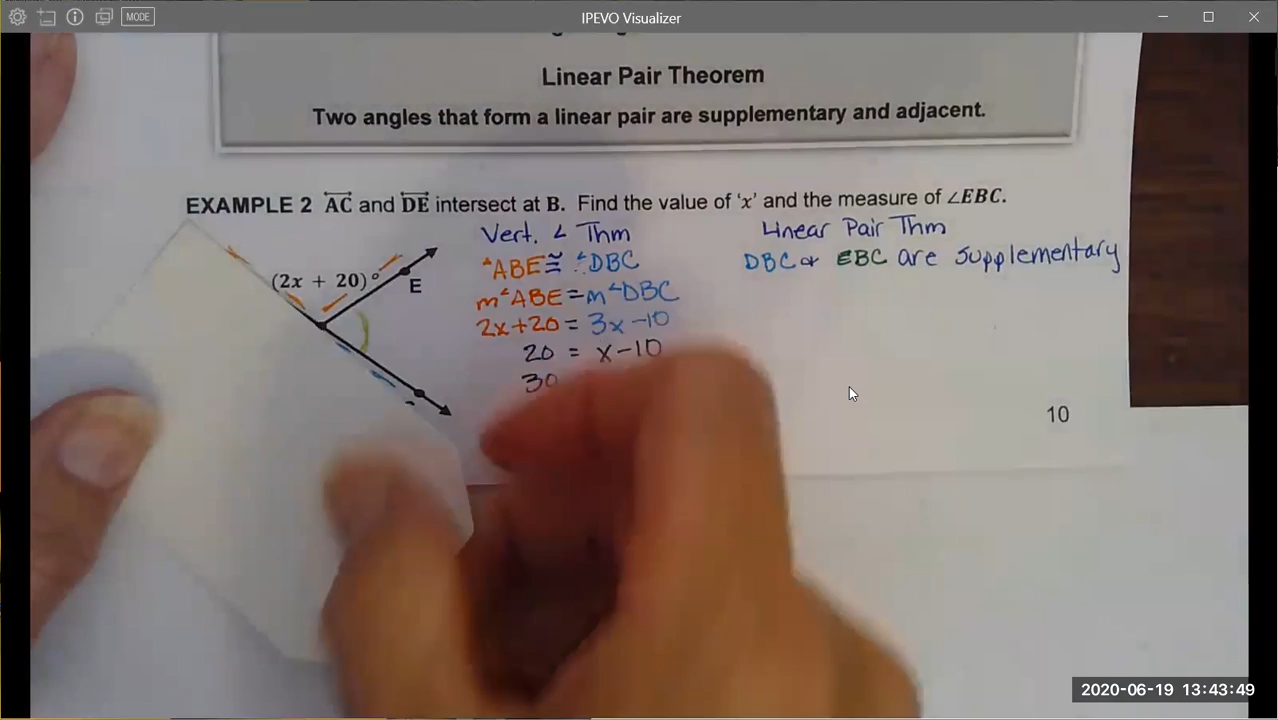 MODE
IPEVO Visualizer
Linear Pair Theorem
Two angles that form a linear pair are supplementary and adjacent.
EXAMPLE 2 AC and DE intersect at B. Find the value of ‘x’ and the measure of ∠EBC.
(2x + 20)°
E
Vert. ∠ Thm
∠ABE ≅ ∠DBC
m∠ABE = m∠DBC
2x+20 = 3x-10
20 = x-10
30
Linear Pair Thm
DBC & EBC are supplementary
10
2020-06-19 13:43:49